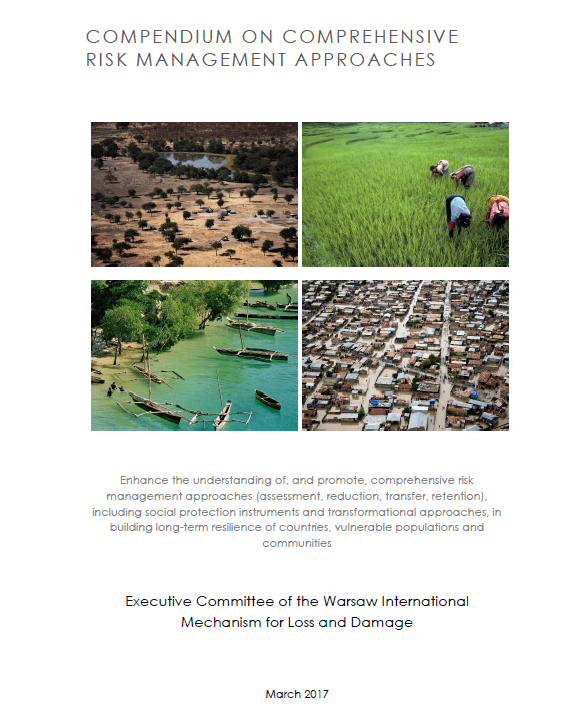 COMPENDIUM ON COMPREHENSIVE
RISK MANAGEMENT APPROACHES
Enhance the understanding of, and promote, comprehensive risk
management approaches (assessment, reduction, transfer, retention),
including social protection instruments and transformational approaches, in
building long-term resilience of countries, vulnerable populations and
communities
Executive Committee of the Warsaw International
Mechanism for Loss and Damage
March 2017